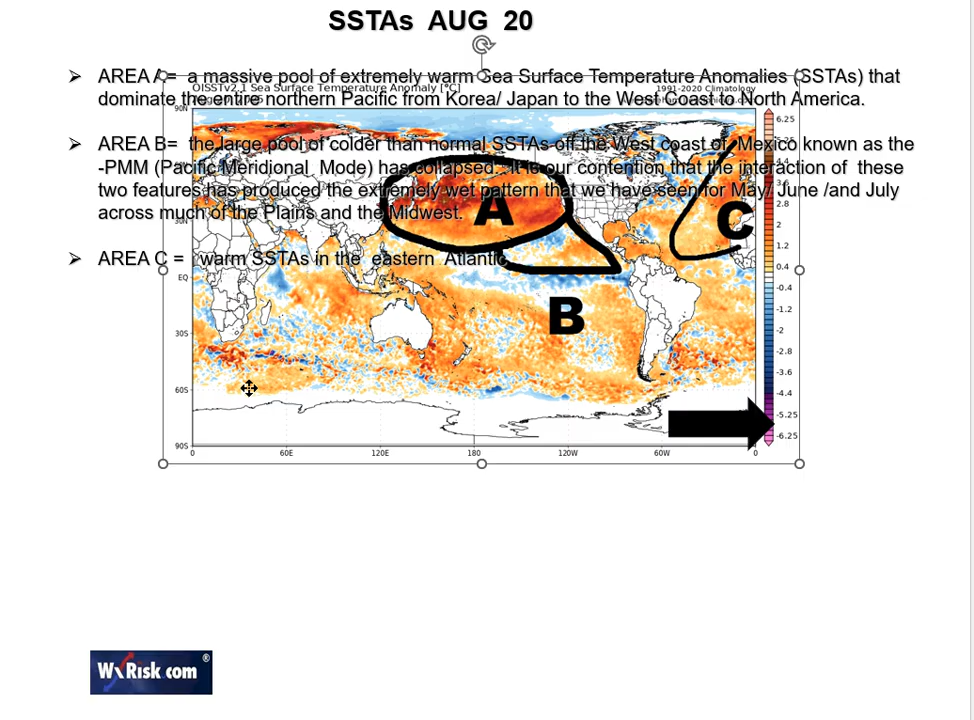 SSTAs AUG 20
➢ AREA A= a massive pool of extremely warm Sea Surface Temperature Anomalies (SSTAs) that
dominate the entire northern Pacific from Korea/ Japan to the West coast to North America.
OISSTv2.1 Sea Surface Temperature Anomaly [°C]
1991-2020 Climatology
➢ AREA B= the large pool of colder than normal SSTAs off the West coast of Mexico known as the
-PMM (Pacific Meridional Mode) has collapsed. It is our contention that the interaction of these
two features has produced the extremely wet pattern that we have seen for May/ June /and July
across much of the Plains and the Midwest.
➢ AREA C = warm SSTAs in the eastern Atlantic
A
C
B
90N
30N
EQ
30S
60S
90S
0 60E 120E 180 120W 60W 0
6.25
2.8
2
1.2
0.4
-0.4
-1.2
-2
-2.8
-3.6
-4.4
-5.25
-6.25
WxRisk.com®